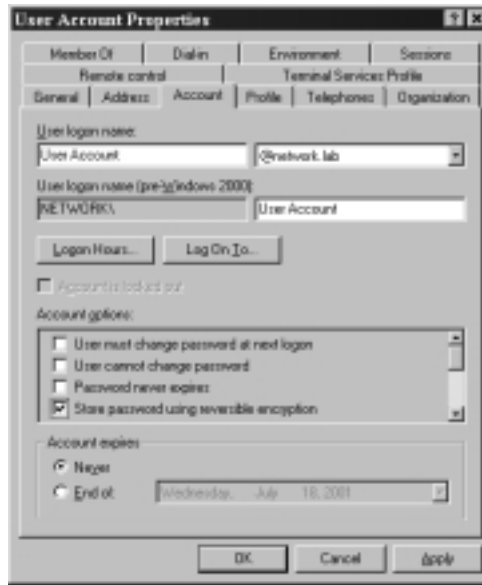 User Account Properties
Member Of Dial-in Environment Sessions
Remote control Terminal Services Profile
General Address Account Profile Telephones Organization
User logon name:
User Account @network.lab
User logon name (pre-Windows 2000):
NETWORK\ User Account
Logon Hours... Log On To...
Account is locked out
Account options:
User must change password at next logon
User cannot change password
Password never expires
Store password using reversible encryption
Account expires
Never
End of: Wednesday, July 18, 2001
OK Cancel Apply